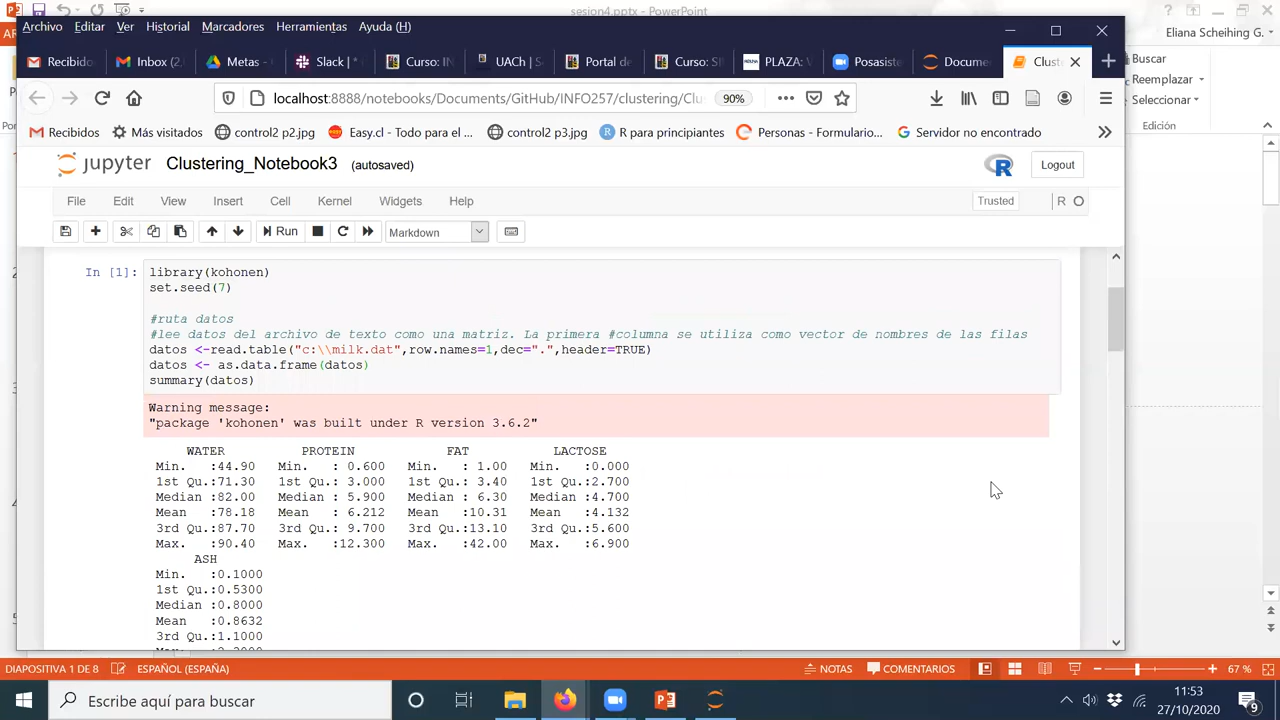 sesion4.pptx - PowerPoint
Eliana Scheihing G.
Archivo Editar Ver Historial Marcadores Herramientas Ayuda (H)
Recibido Inbox (2. Metas - Slack | * Curso: IN UACh | S Portal de Curso: SI PLAZA: V Posasiste Docume Clust
localhost:8888/notebooks/Documents/GitHub/INFO257/clustering/Clu 90%
Recibidos Más visitados control2 p2.jpg Easy.cl - Todo para el ... control2 p3.jpg R para principiantes Personas - Formulario... Servidor no encontrado
Buscar
Reemplazar
Seleccionar
Edición
jupyter Clustering_Notebook3 (autosaved) Logout
File Edit View Insert Cell Kernel Widgets Help Trusted R
Run Markdown
In [1]: library(kohonen)
set.seed(7)
#ruta datos
#lee datos del archivo de texto como una matriz. La primera #columna se utiliza como vector de nombres de las filas
datos <-read.table("c:\\milk.dat",row.names=1,dec=".",header=TRUE)
datos <- as.data.frame(datos)
summary(datos)
Warning message:
"package 'kohonen' was built under R version 3.6.2"
WATER PROTEIN FAT LACTOSE
Min. :44.90 Min. : 0.600 Min. : 1.00 Min. :0.000
1st Qu.:71.30 1st Qu.: 3.000 1st Qu.: 3.40 1st Qu.:2.700
Median :82.00 Median : 5.900 Median : 6.30 Median :4.700
Mean :78.18 Mean : 6.212 Mean :10.31 Mean :4.132
3rd Qu.:87.70 3rd Qu.: 9.700 3rd Qu.:13.10 3rd Qu.:5.600
Max. :90.40 Max. :12.300 Max. :42.00 Max. :6.900
ASH
Min. :0.1000
1st Qu.:0.5300
Median :0.8000
Mean :0.8632
3rd Qu.:1.1000
DIAPOSITIVA 1 DE 8 ESPAÑOL (ESPAÑA) NOTAS COMENTARIOS 67 %
Escribe aquí para buscar
11:53
27/10/2020
9